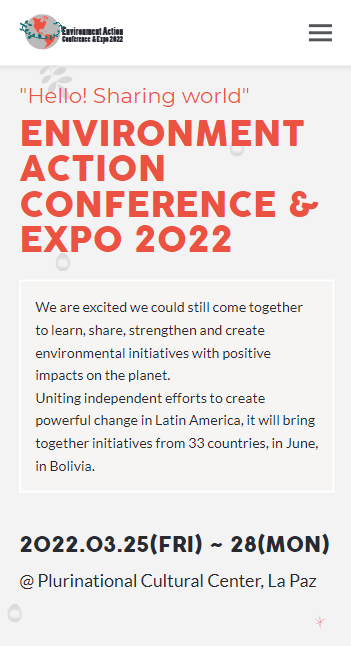 Environment Action
Conference & Expo 2022
"Hello! Sharing world"
ENVIRONMENT
ACTION
CONFERENCE &
EXPO 2022
We are excited we could still come together
to learn, share, strengthen and create
environmental initiatives with positive
impacts on the planet.
Uniting independent efforts to create
powerful change in Latin America, it will bring
together initiatives from 33 countries, in June,
in Bolivia.
2022.03.25(FRI) ~ 28(MON)
@ Plurinational Cultural Center, La Paz